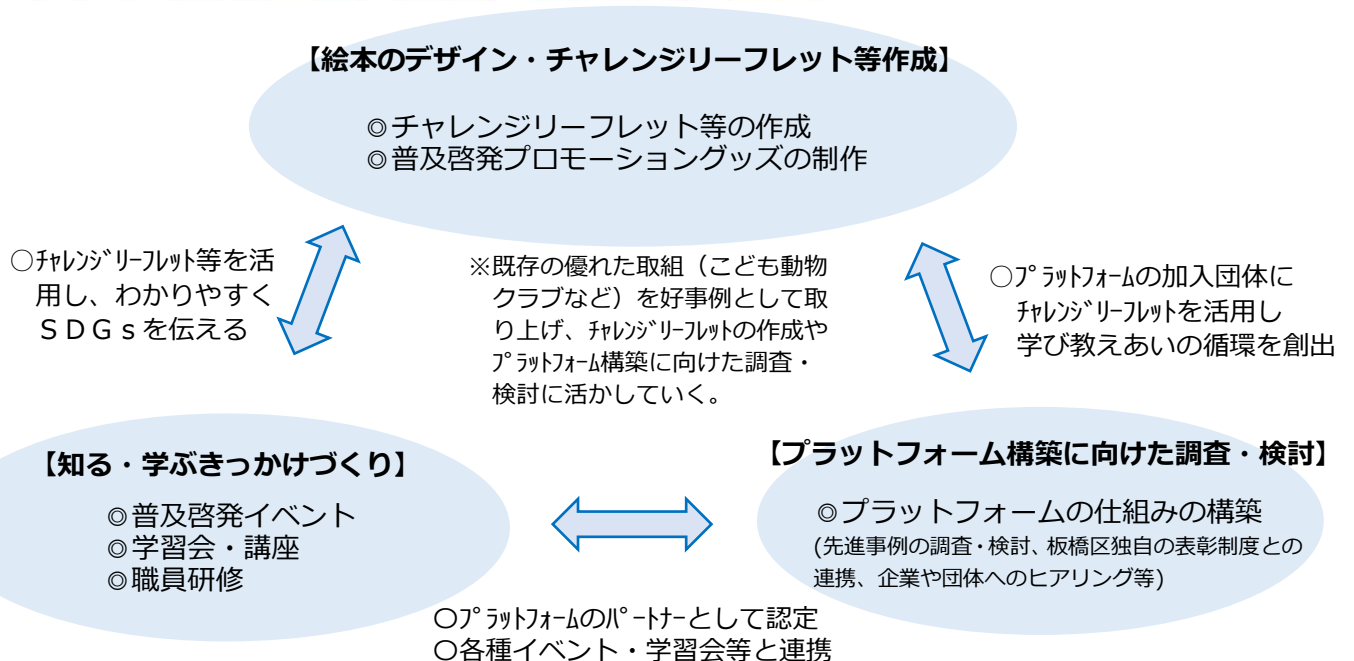 【絵本のデザイン・チャレンジリーフレット等作成】
◎チャレンジリーフレット等の作成
◎普及啓発プロモーショングッズの制作
○ﾁｬﾚﾝｼﾞﾘｰﾌﾚｯﾄ等を活
用し、わかりやすく
ＳＤＧｓを伝える
※既存の優れた取組（こども動物
クラブなど）を好事例として取
り上げ、ﾁｬﾚﾝｼﾞﾘｰﾌﾚｯﾄの作成や
ﾌﾟﾗｯﾄﾌｫｰﾑ構築に向けた調査・
検討に活かしていく。
○ﾌﾟﾗｯﾄﾌｫｰﾑの加入団体に
ﾁｬﾚﾝｼﾞﾘｰﾌﾚｯﾄを活用し
学び教えあいの循環を創出
【知る・学ぶきっかけづくり】
◎普及啓発イベント
◎学習会・講座
◎職員研修
【プラットフォーム構築に向けた調査・検討】
◎プラットフォームの仕組みの構築
(先進事例の調査・検討、板橋区独自の表彰制度との
連携、企業や団体へのヒアリング等)
〇ﾌﾟﾗｯﾄﾌｫｰﾑのﾊﾟｰﾄﾅｰとして認定
〇各種イベント・学習会等と連携